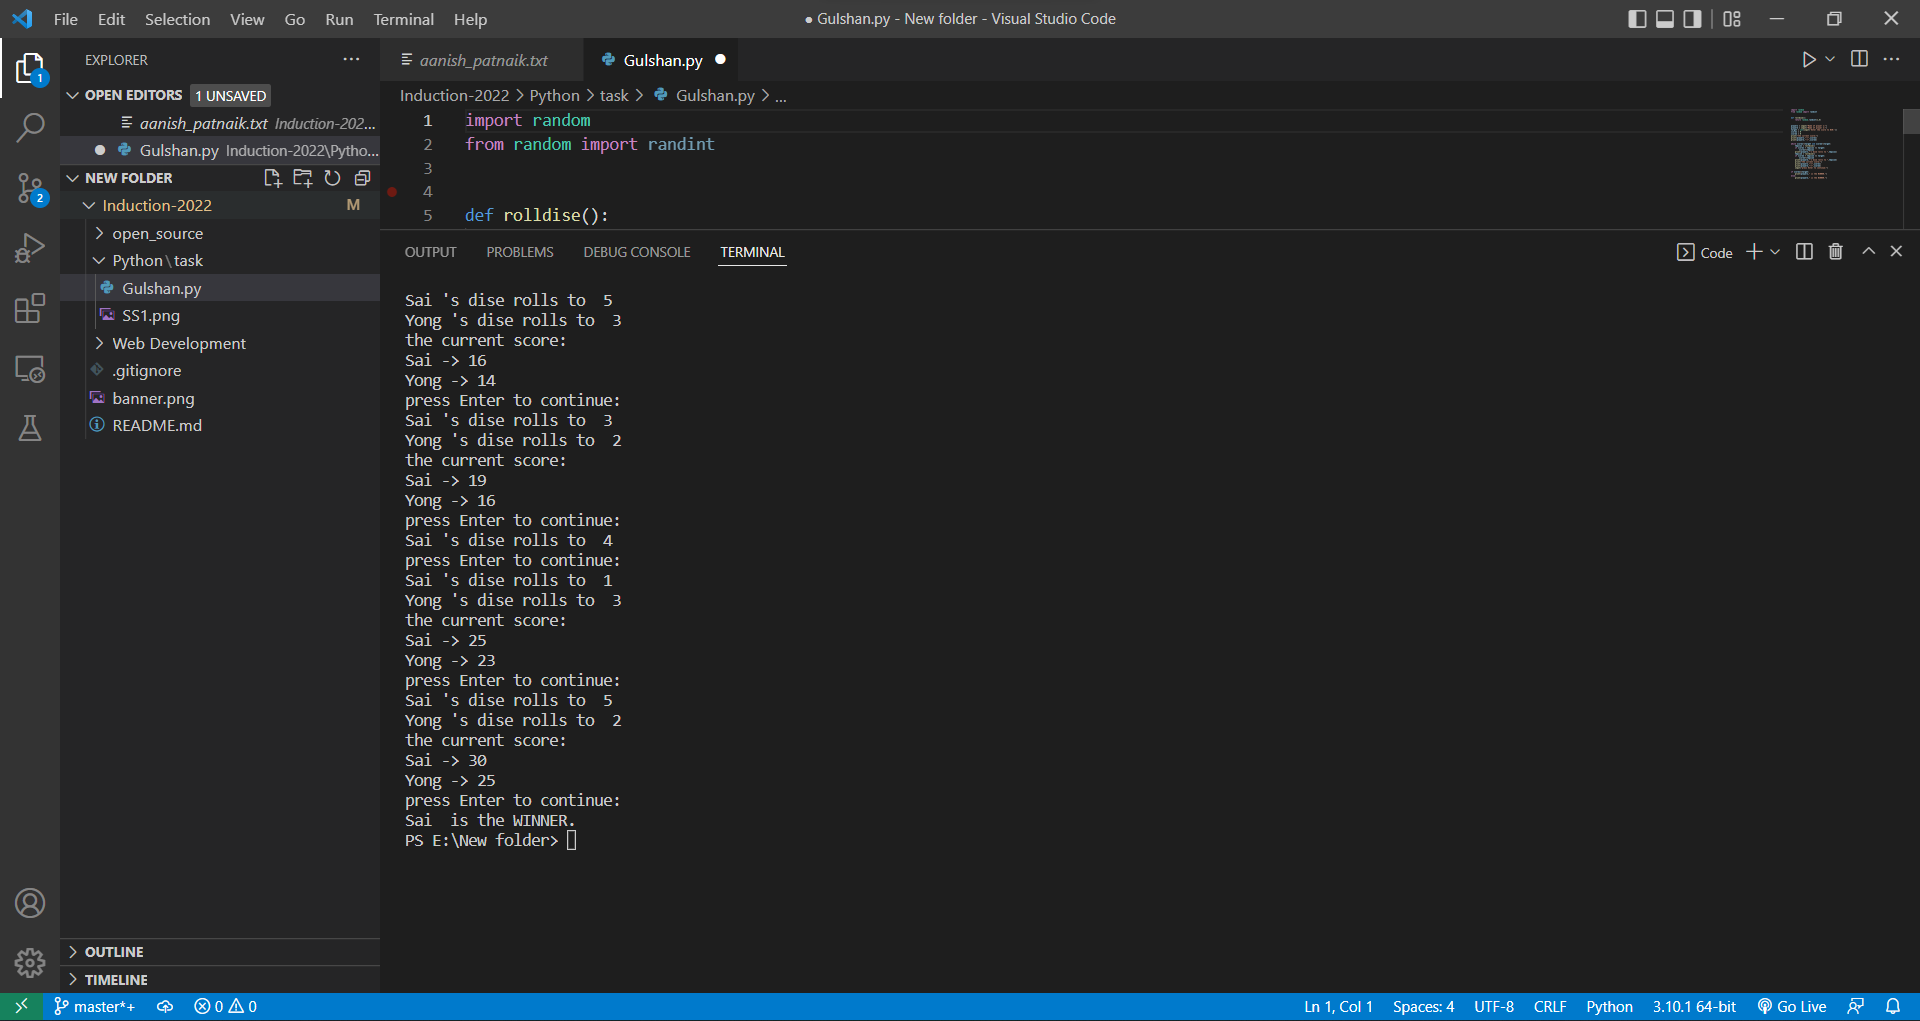 File Edit Selection View Go Run Terminal Help
● Gulshan.py - New folder - Visual Studio Code
1
2
EXPLORER
OPEN EDITORS 1 UNSAVED
aanish_patnaik.txt Induction-202...
Gulshan.py Induction-2022\Pytho...
NEW FOLDER
Induction-2022 M
open_source
Python\task
Gulshan.py
SS1.png
Web Development
.gitignore
banner.png
README.md
OUTLINE
TIMELINE
aanish_patnaik.txt
Gulshan.py
Induction-2022 > Python > task > Gulshan.py > ...
1 import random
2 from random import randint
3
4
5 def rolldise():
OUTPUT PROBLEMS DEBUG CONSOLE TERMINAL
Code
Sai 's dise rolls to  5
Yong 's dise rolls to  3
the current score:
Sai -> 16
Yong -> 14
press Enter to continue:
Sai 's dise rolls to  3
Yong 's dise rolls to  2
the current score:
Sai -> 19
Yong -> 16
press Enter to continue:
Sai 's dise rolls to  4
press Enter to continue:
Sai 's dise rolls to  1
Yong 's dise rolls to  3
the current score:
Sai -> 25
Yong -> 23
press Enter to continue:
Sai 's dise rolls to  5
Yong 's dise rolls to  2
the current score:
Sai -> 30
Yong -> 25
press Enter to continue:
Sai  is the WINNER.
PS E:\New folder>
master*+ 0 0
Ln 1, Col 1 Spaces: 4 UTF-8 CRLF Python 3.10.1 64-bit Go Live